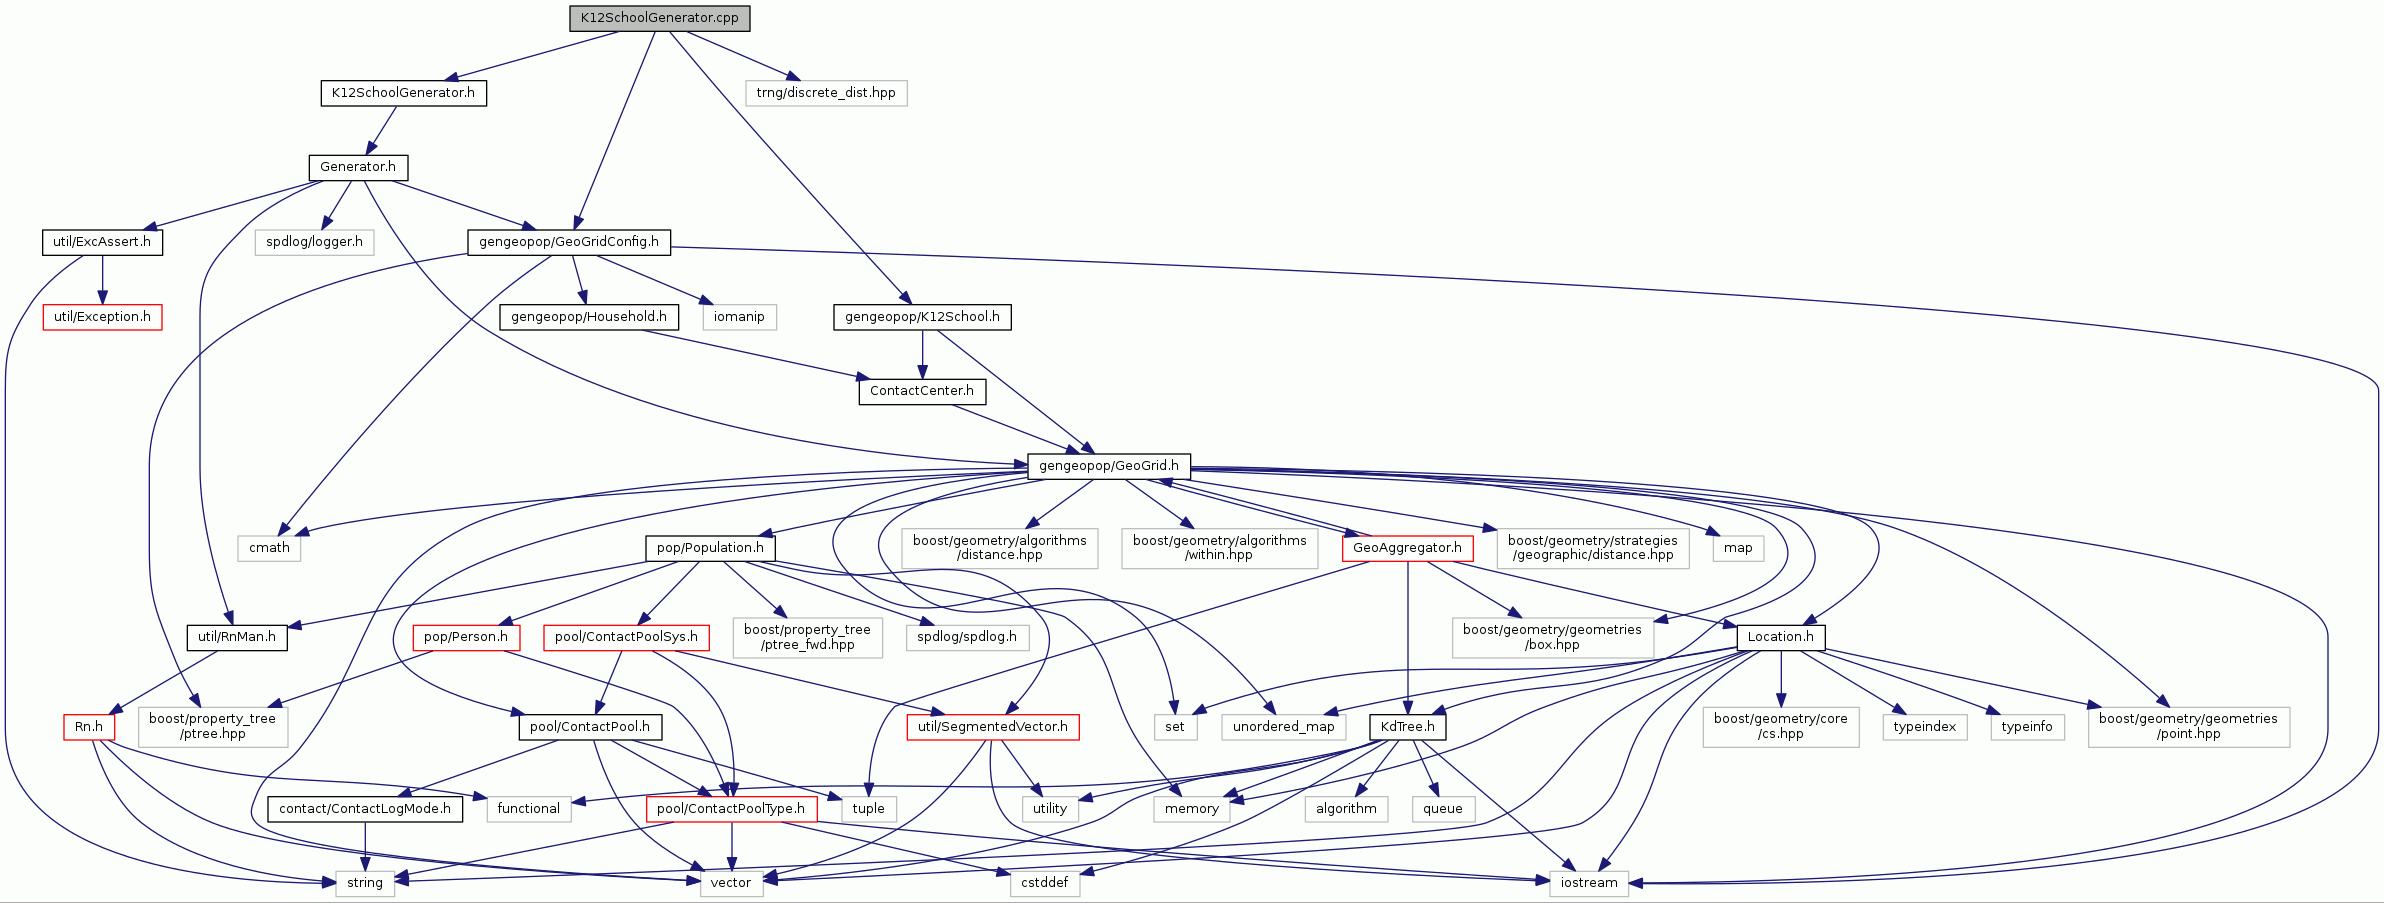 K12SchoolGenerator.cpp
K12SchoolGenerator.h
trng/discrete_dist.hpp
Generator.h
util/ExcAssert.h
spdlog/logger.h
gengeopop/GeoGridConfig.h
util/Exception.h
gengeopop/Household.h
iomanip
gengeopop/K12School.h
ContactCenter.h
gengeopop/GeoGrid.h
cmath
pop/Population.h
boost/geometry/algorithms
/distance.hpp
boost/geometry/algorithms
/within.hpp
GeoAggregator.h
boost/geometry/strategies
/geographic/distance.hpp
map
util/RnMan.h
pop/Person.h
pool/ContactPoolSys.h
boost/property_tree
/ptree_fwd.hpp
spdlog/spdlog.h
boost/geometry/geometries
/box.hpp
Location.h
Rn.h
boost/property_tree
/ptree.hpp
pool/ContactPool.h
util/SegmentedVector.h
set
unordered_map
KdTree.h
boost/geometry/core
/cs.hpp
typeindex
typeinfo
boost/geometry/geometries
/point.hpp
contact/ContactLogMode.h
functional
pool/ContactPoolType.h
tuple
utility
memory
algorithm
queue
string
vector
cstddef
iostream